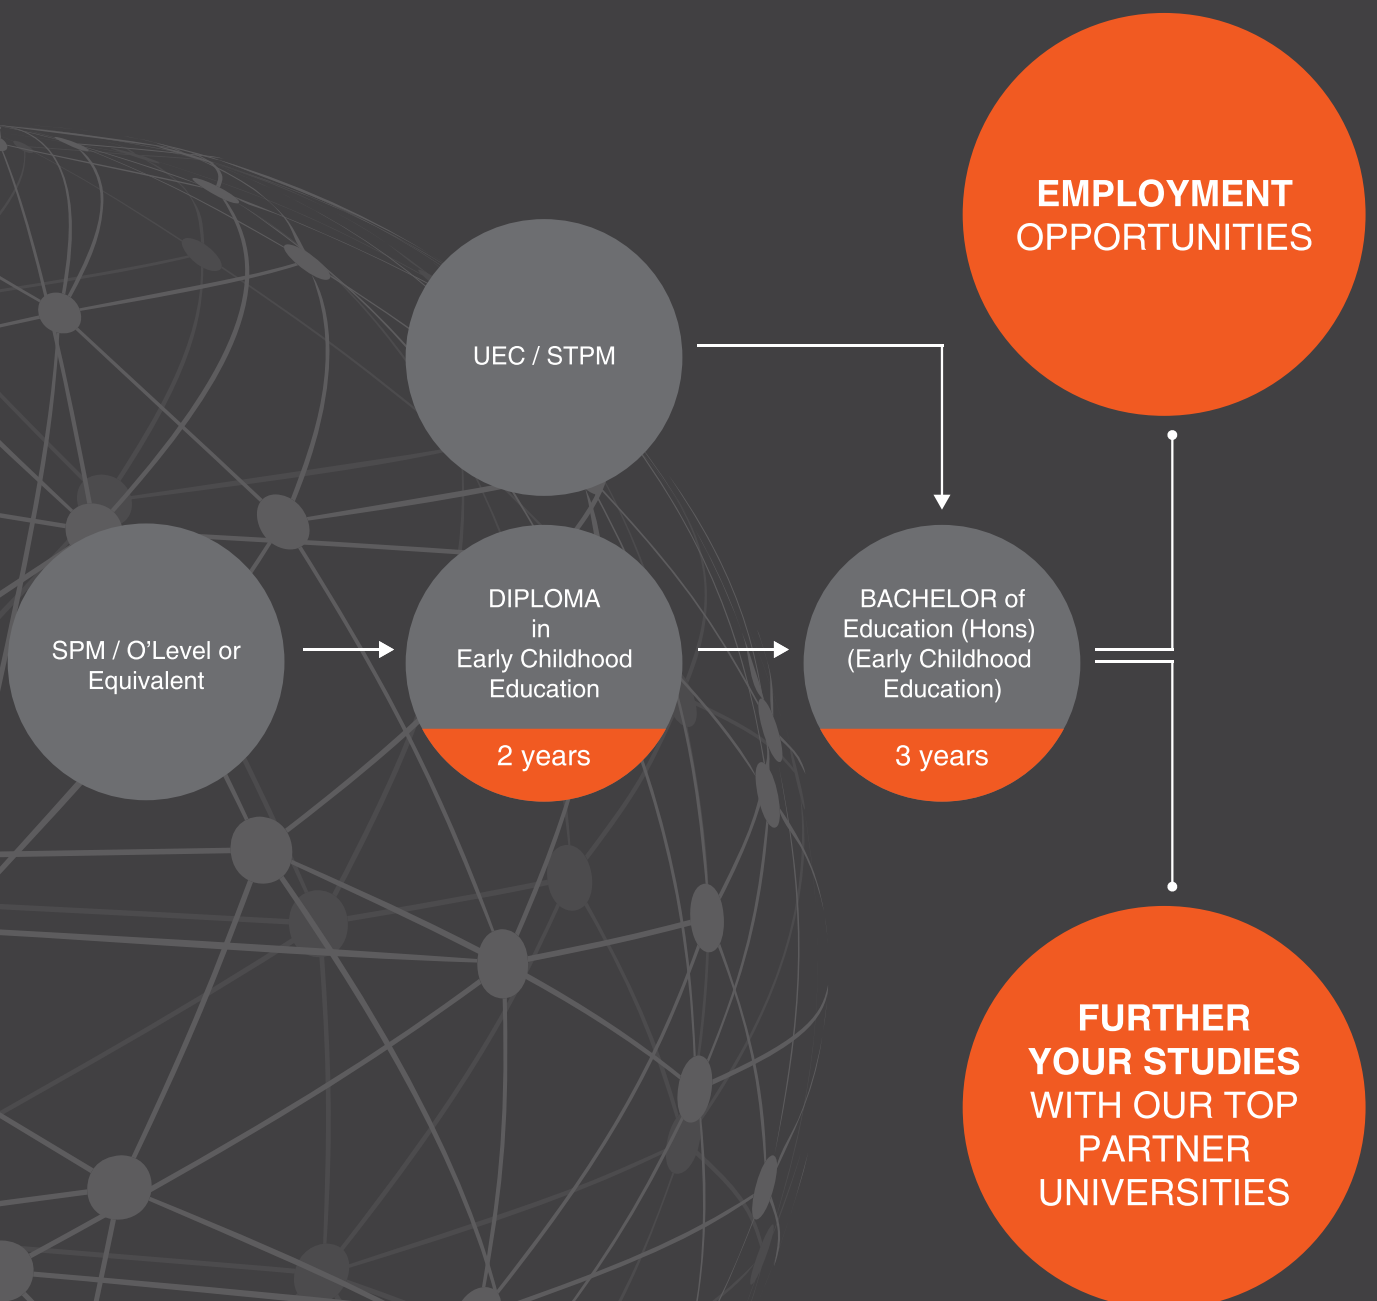 EMPLOYMENT
OPPORTUNITIES
UEC / STPM
SPM / O’Level or
Equivalent
DIPLOMA
in
Early Childhood
Education
2 years
BACHELOR of
Education (Hons)
(Early Childhood
Education)
3 years
FURTHER
YOUR STUDIES
WITH OUR TOP
PARTNER
UNIVERSITIES